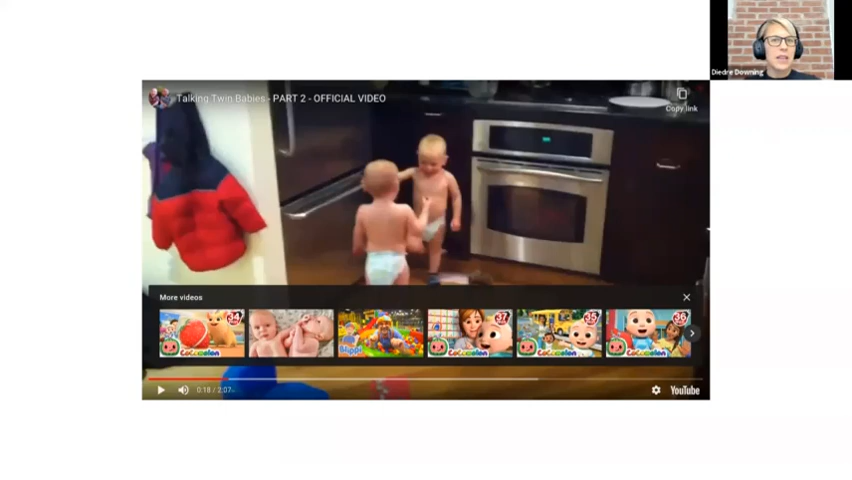 Diedre Downing
Talking Twin Babies - PART 2 - OFFICIAL VIDEO
Copy link
More videos
34
CoComelon
Blippi
37
CoComelon
35
CoComelon
36
CoComelon
0:18 / 2:07
YouTube